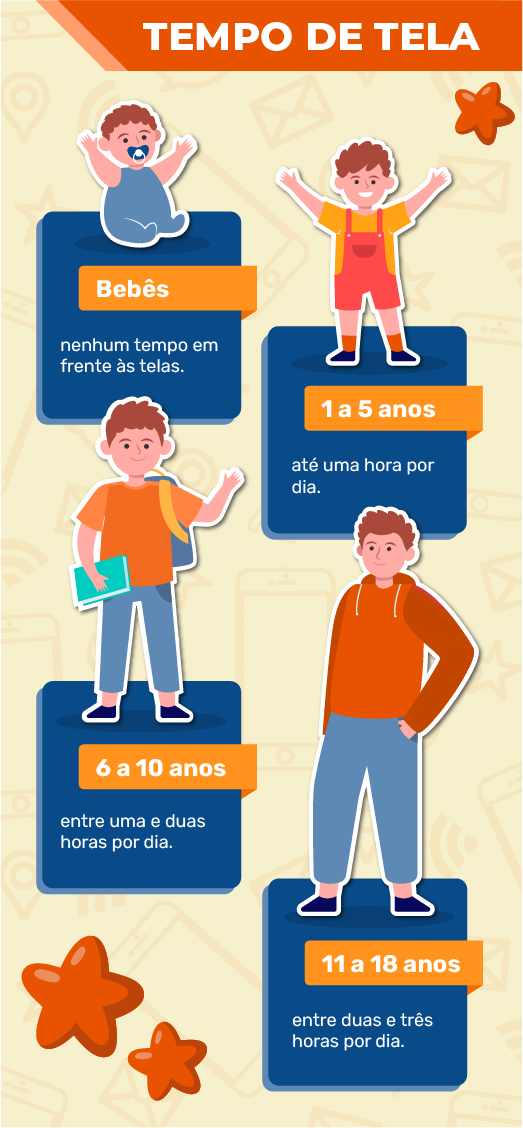 TEMPO DE TELA
Bebês
nenhum tempo em
frente às telas.
1 a 5 anos
até uma hora por
dia.
6 a 10 anos
entre uma e duas
horas por dia.
11 a 18 anos
entre duas e três
horas por dia.